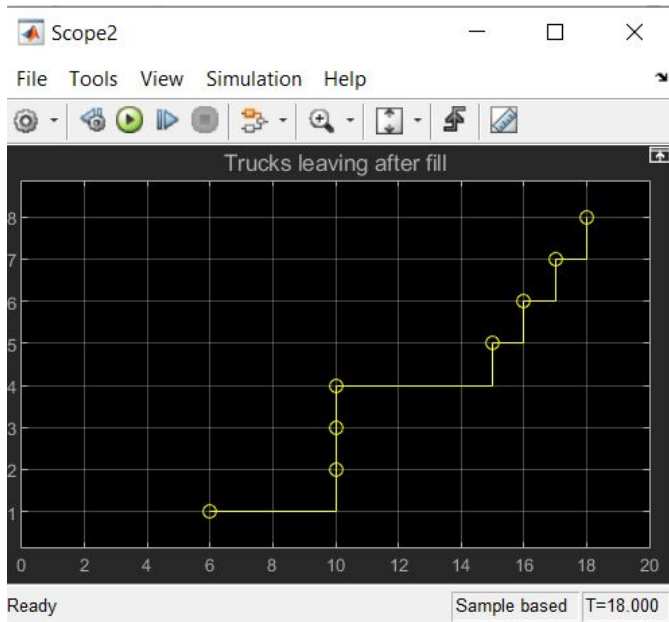 Scope2
File Tools View Simulation Help
Trucks leaving after fill
8
7
6
5
4
3
2
1
0 2 4 6 8 10 12 14 16 18 20
Ready Sample based T=18.000